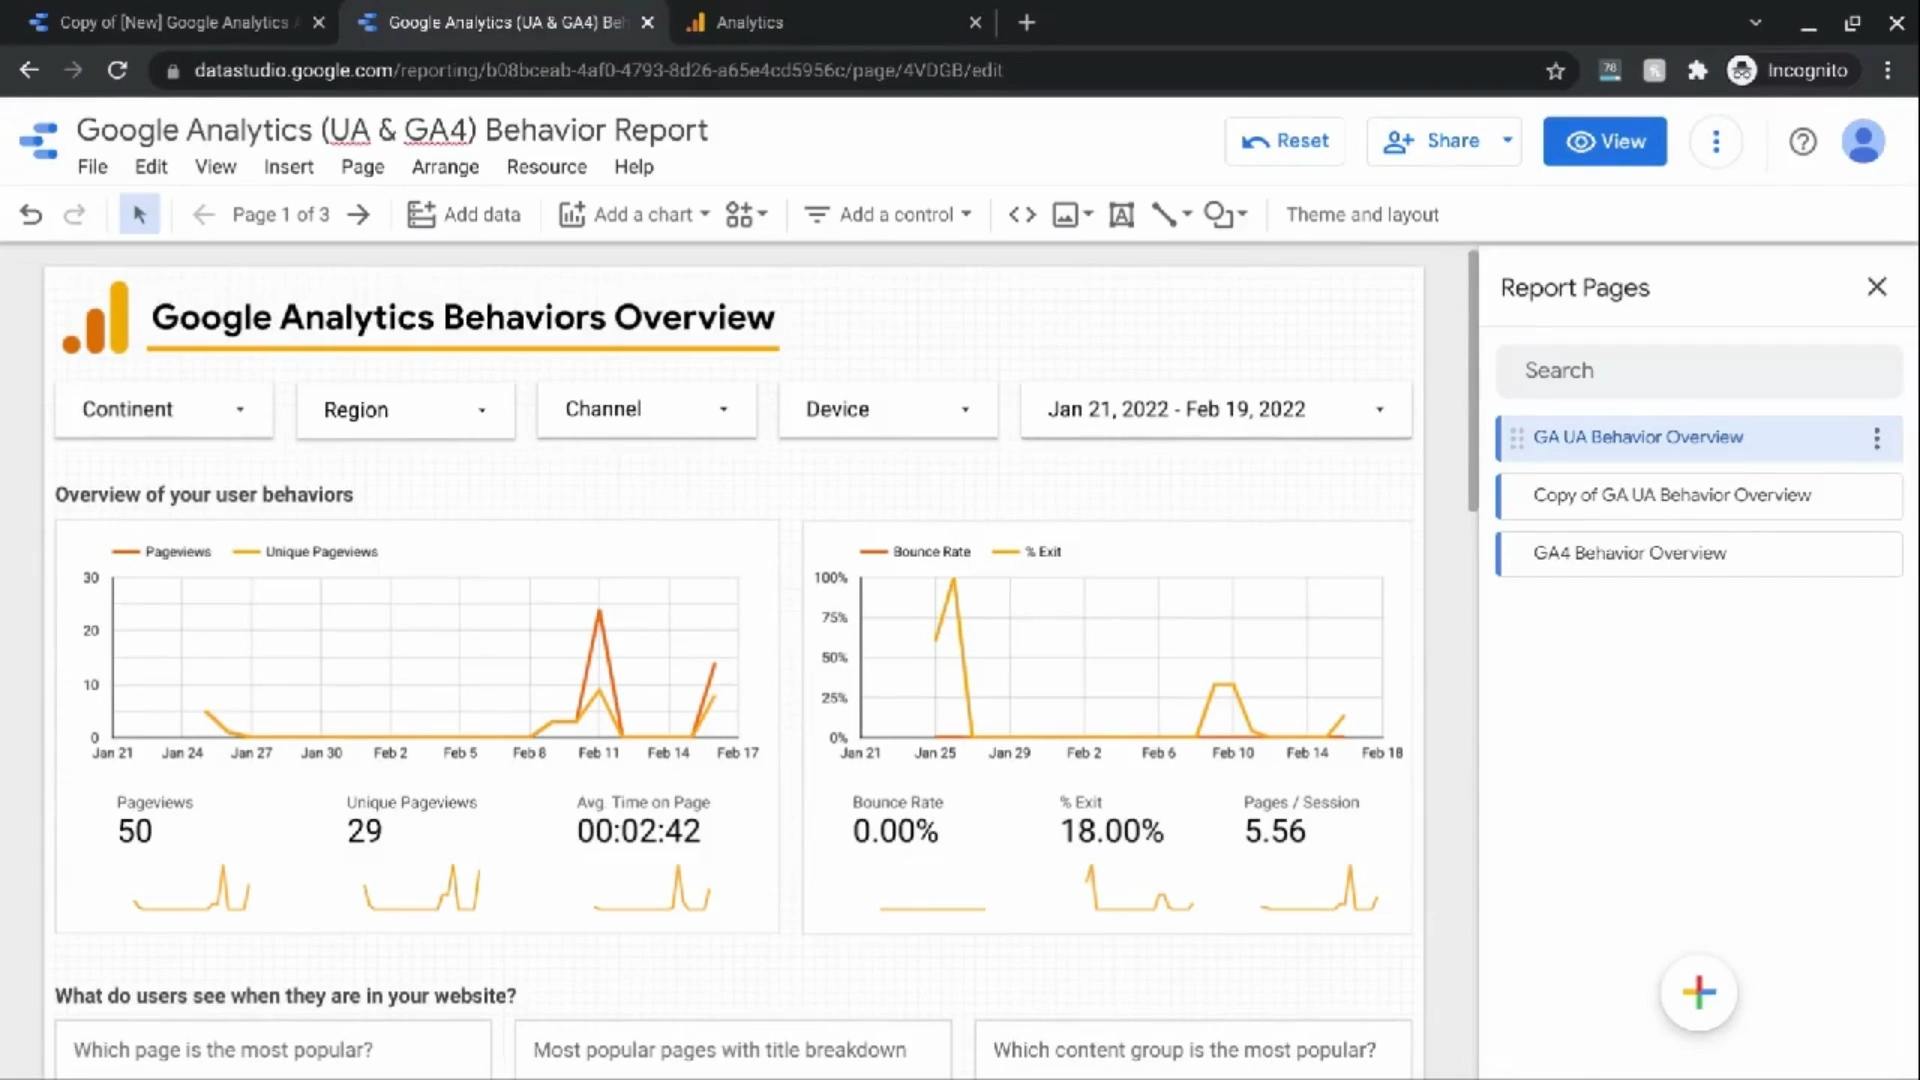 Copy of [New] Google Analytics
Google Analytics (UA & GA4) Beh
Analytics
datastudio.google.com/reporting/b08bceab-4af0-4793-8d26-a65e4cd5956c/page/4VDGB/edit
78
Incognito
Google Analytics (UA & GA4) Behavior Report
Reset
Share
View
File Edit View Insert Page Arrange Resource Help
Page 1 of 3
Add data
Add a chart
Add a control
Theme and layout
Google Analytics Behaviors Overview
Continent
Region
Channel
Device
Jan 21, 2022 - Feb 19, 2022
Overview of your user behaviors
Pageviews Unique Pageviews
30
20
10
0
Jan 21 Jan 24 Jan 27 Jan 30 Feb 2 Feb 5 Feb 8 Feb 11 Feb 14 Feb 17
Pageviews Unique Pageviews Avg. Time on Page
50 29 00:02:42
Bounce Rate % Exit
100%
75%
50%
25%
0%
Jan 21 Jan 25 Jan 29 Feb 2 Feb 6 Feb 10 Feb 14 Feb 18
Bounce Rate % Exit Pages / Session
0.00% 18.00% 5.56
What do users see when they are in your website?
Which page is the most popular?
Most popular pages with title breakdown
Which content group is the most popular?
Report Pages
Search
GA UA Behavior Overview
Copy of GA UA Behavior Overview
GA4 Behavior Overview